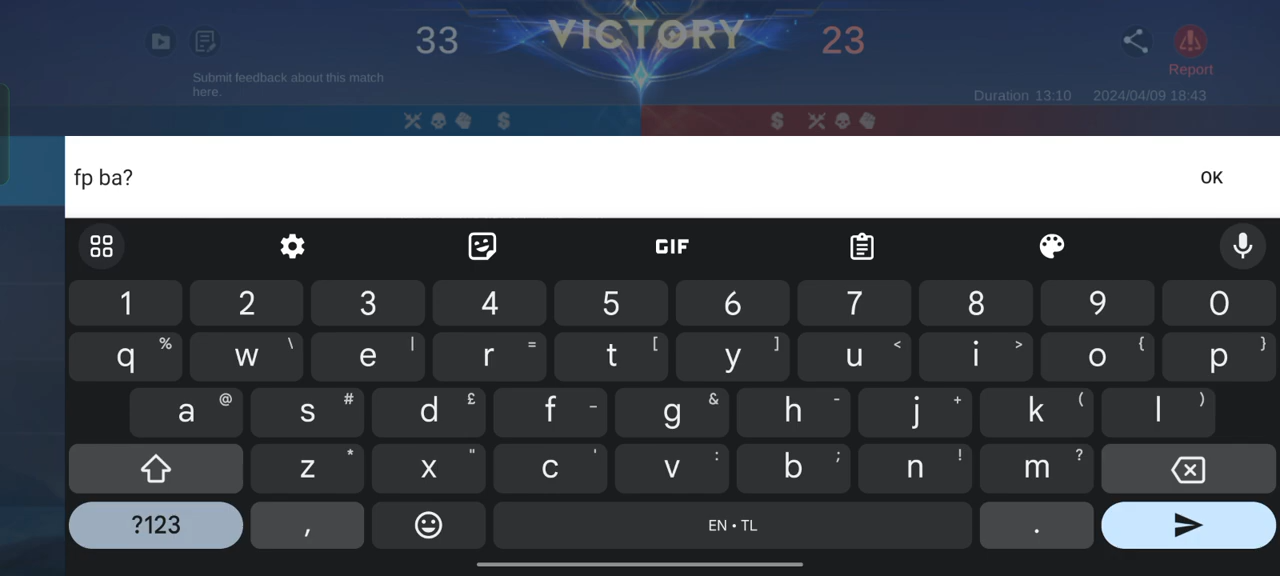 33
VICTORY
23
Submit feedback about this match
here.
Report
Duration 13:10
2024/04/09 18:43
fp ba?
OK
GIF
1 2 3 4 5 6 7 8 9 0
q % w \ e | r = t [ y ] u < i > o { p }
a @ s # d £ f _ g & h - j + k ( l )
z * x " c ' v : b ; n ! m ?
?123 , EN • TL .